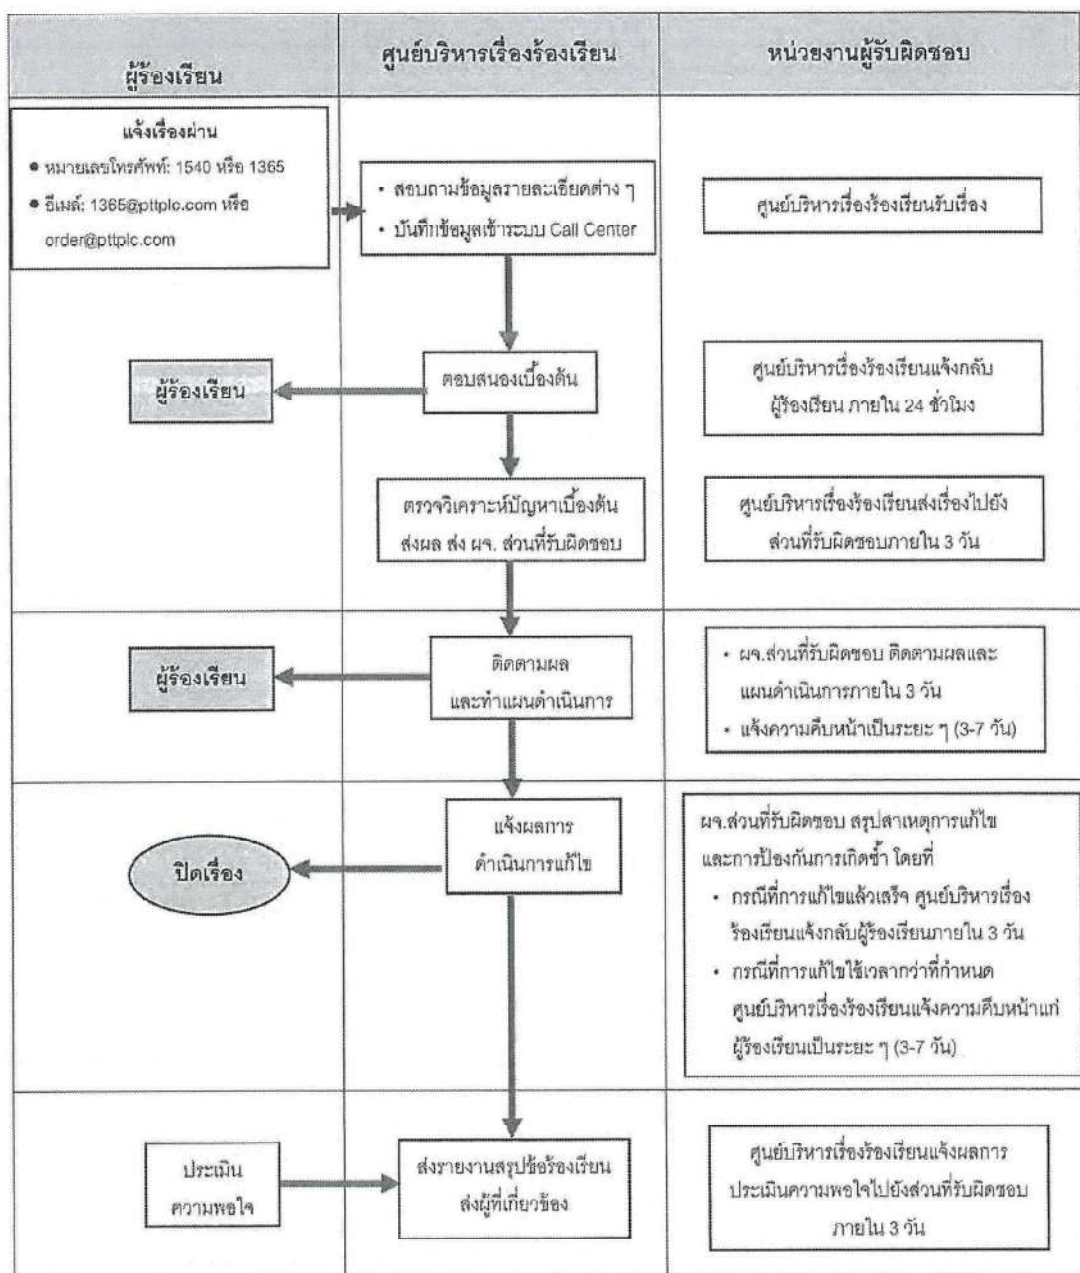 ผู้ร้องเรียน
ศูนย์บริหารเรื่องร้องเรียน
หน่วยงานผู้รับผิดชอบ
แจ้งเรื่องผ่าน
● หมายเลขโทรศัพท์: 1540 หรือ 1365
● อีเมล์: 1365@pttplc.com หรือ
order@pttplc.com
• สอบถามข้อมูลรายละเอียดต่าง ๆ
• บันทึกข้อมูลเข้าระบบ Call Center
ศูนย์บริหารเรื่องร้องเรียนรับเรื่อง
ผู้ร้องเรียน
ตอบสนองเบื้องต้น
ศูนย์บริหารเรื่องร้องเรียนแจ้งกลับ
ผู้ร้องเรียน ภายใน 24 ชั่วโมง
ตรวจวิเคราะห์ปัญหาเบื้องต้น
ส่งผล ส่ง ผจ. ส่วนที่รับผิดชอบ
ศูนย์บริหารเรื่องร้องเรียนส่งเรื่องไปยัง
ส่วนที่รับผิดชอบภายใน 3 วัน
ผู้ร้องเรียน
ติดตามผล
และทำแผนดำเนินการ
• ผจ.ส่วนที่รับผิดชอบ ติดตามผลและ
แผนดำเนินการภายใน 3 วัน
• แจ้งความคืบหน้าเป็นระยะ ๆ (3-7 วัน)
ปิดเรื่อง
แจ้งผลการ
ดำเนินการแก้ไข
ผจ.ส่วนที่รับผิดชอบ สรุปสาเหตุการแก้ไข
และการป้องกันการเกิดซ้ำ โดยที่
• กรณีที่การแก้ไขแล้วเสร็จ ศูนย์บริหารเรื่อง
ร้องเรียนแจ้งกลับผู้ร้องเรียนภายใน 3 วัน
• กรณีที่การแก้ไขใช้เวลากว่าที่กำหนด
ศูนย์บริหารเรื่องร้องเรียนแจ้งความคืบหน้าแก่
ผู้ร้องเรียนเป็นระยะ ๆ (3-7 วัน)
ประเมิน
ความพอใจ
ส่งรายงานสรุปข้อร้องเรียน
ส่งผู้ที่เกี่ยวข้อง
ศูนย์บริหารเรื่องร้องเรียนแจ้งผลการ
ประเมินความพอใจไปยังส่วนที่รับผิดชอบ
ภายใน 3 วัน